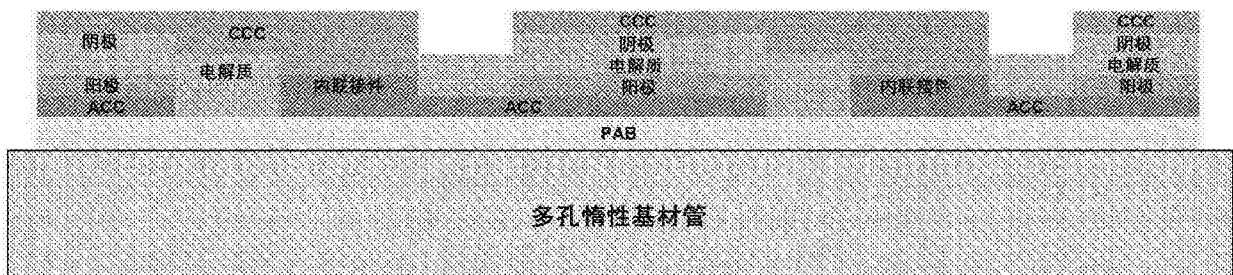 CCC CCC CCC
阴极 阴极 阴极
电解质 电解质 电解质
阳极 内联接件 阳极 内联接件 阳极
ACC ACC ACC
PAB
多孔惰性基材管